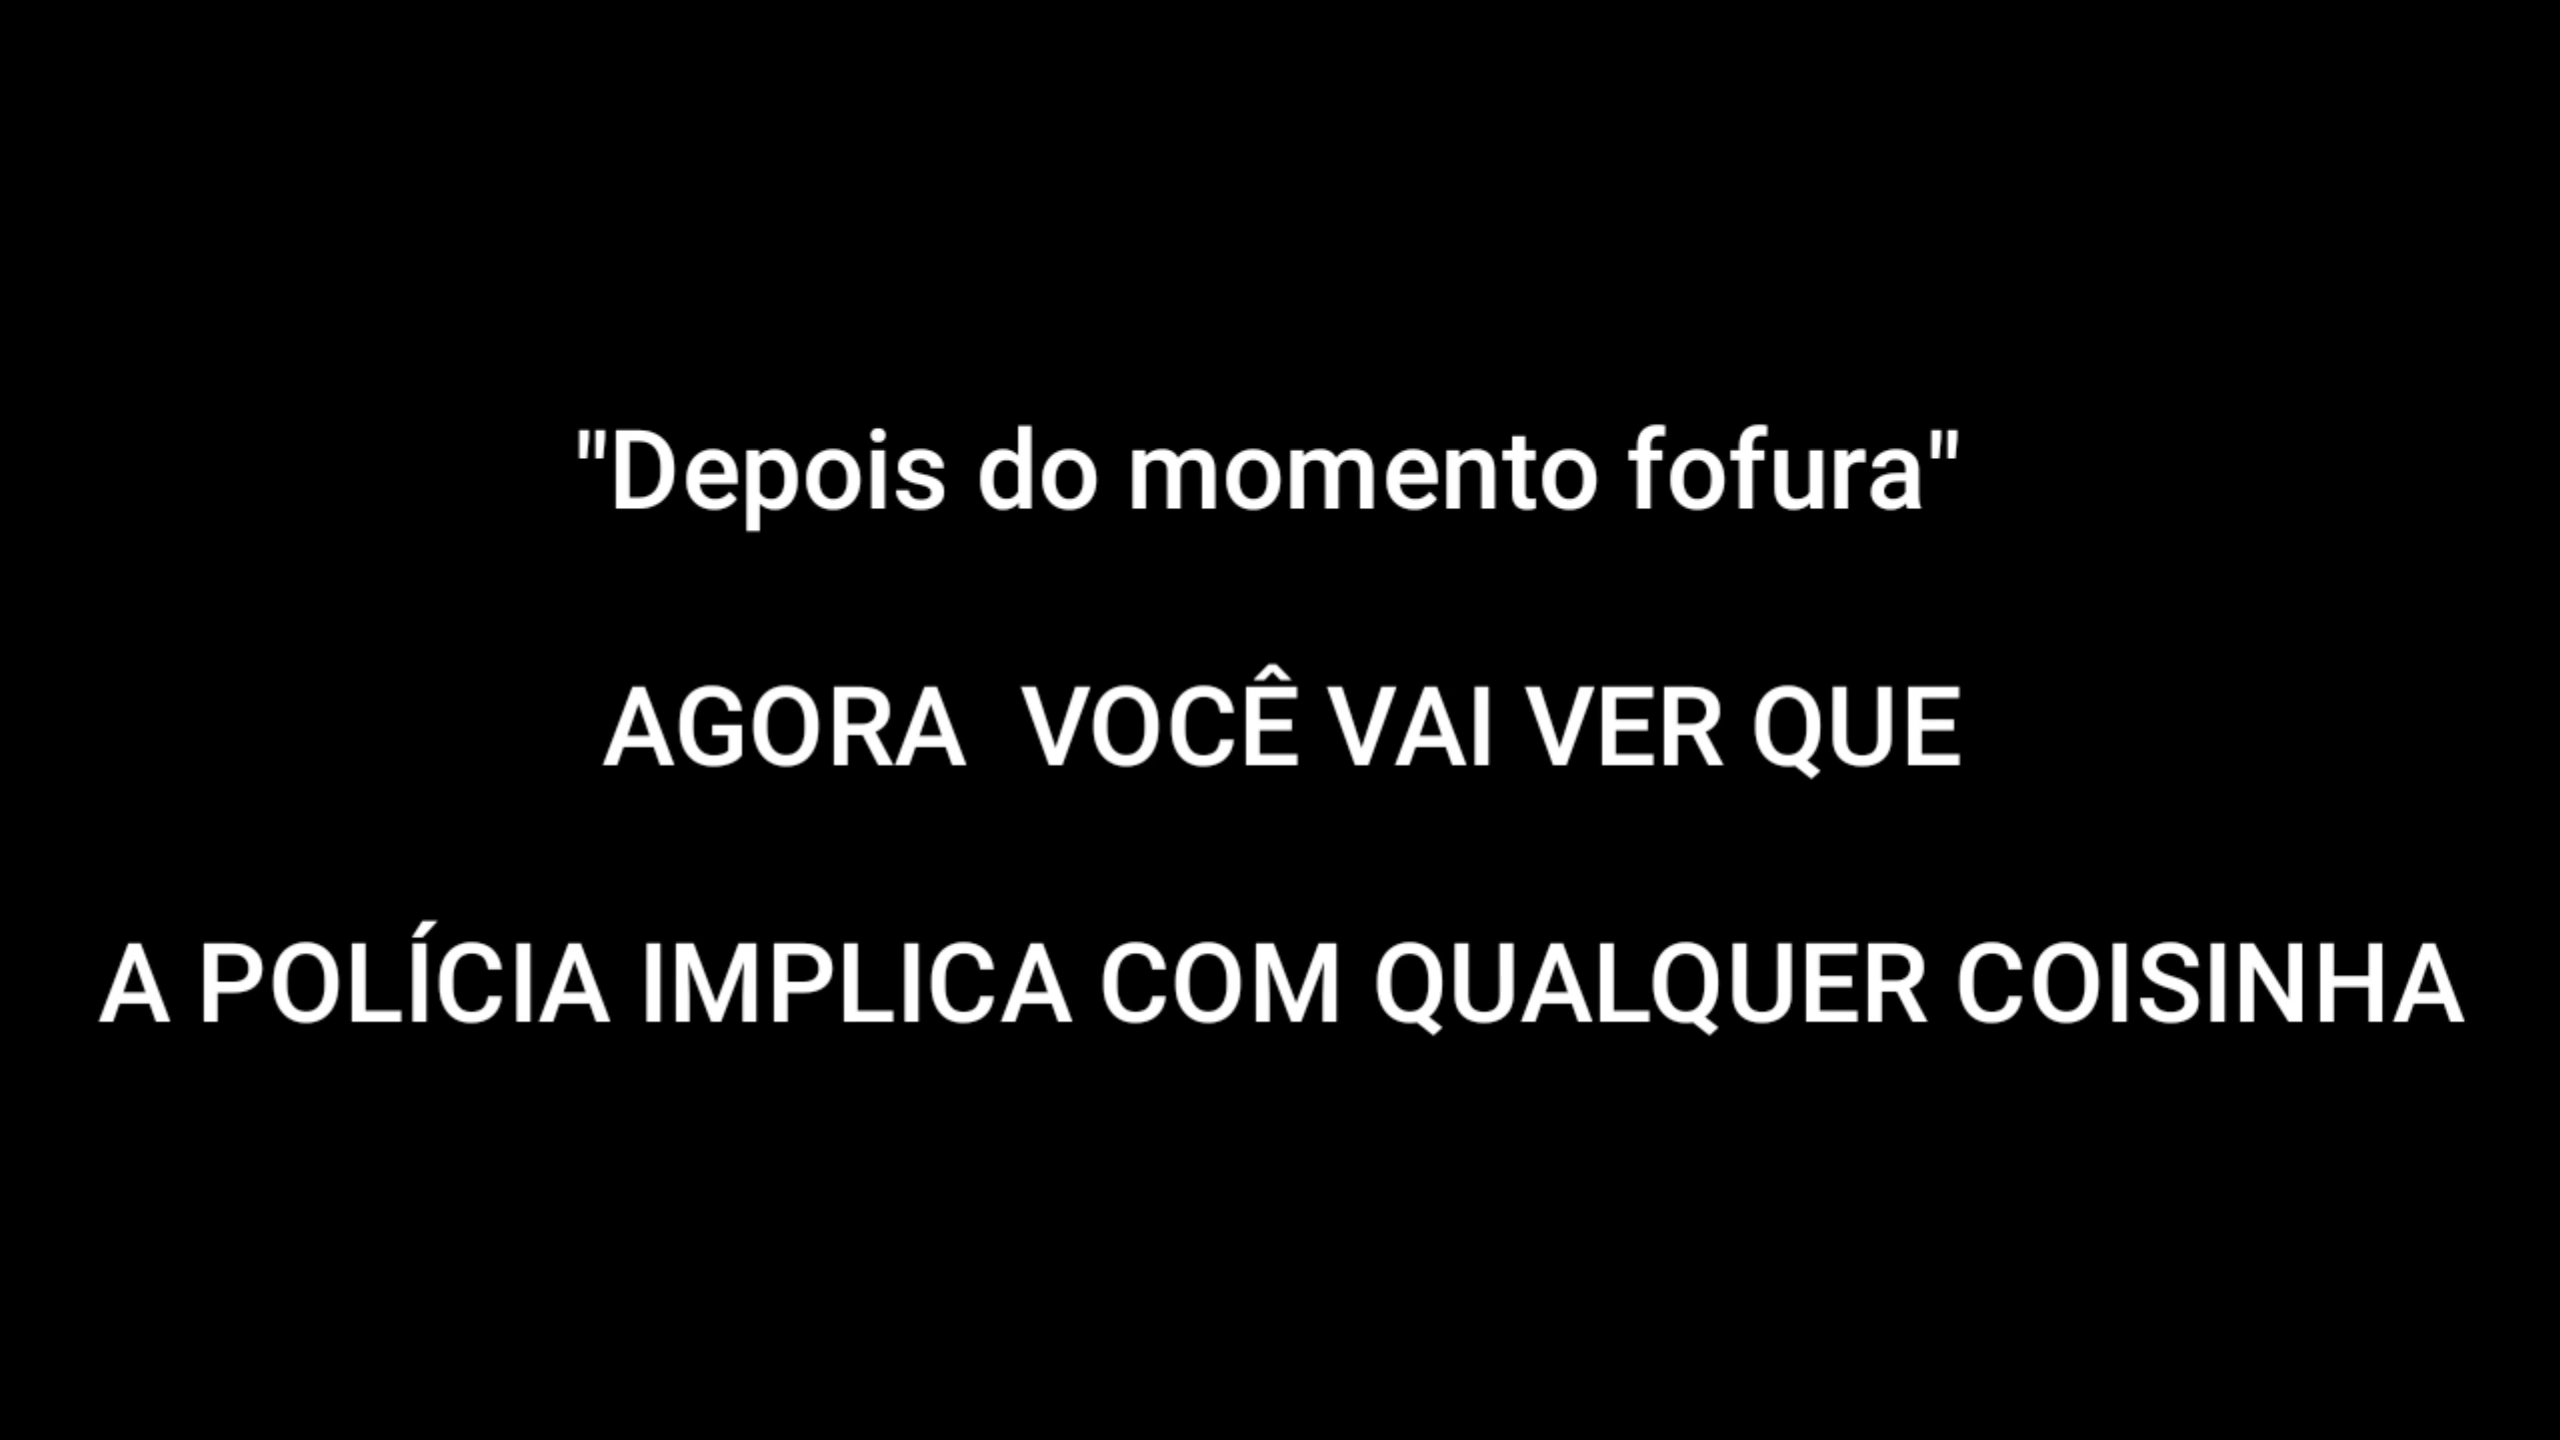 "Depois do momento fofura"
AGORA  VOCÊ VAI VER QUE
A POLÍCIA IMPLICA COM QUALQUER COISINHA